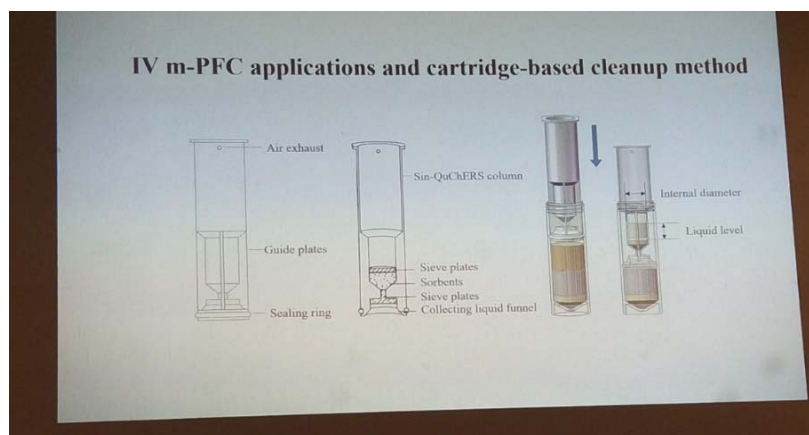 IV m-PFC applications and cartridge-based cleanup method
Air exhaust
Guide plates
Sealing ring
Sin-QuChERS column
Sieve plates
Sorbents
Sieve plates
Collecting liquid funnel
Internal diameter
Liquid level